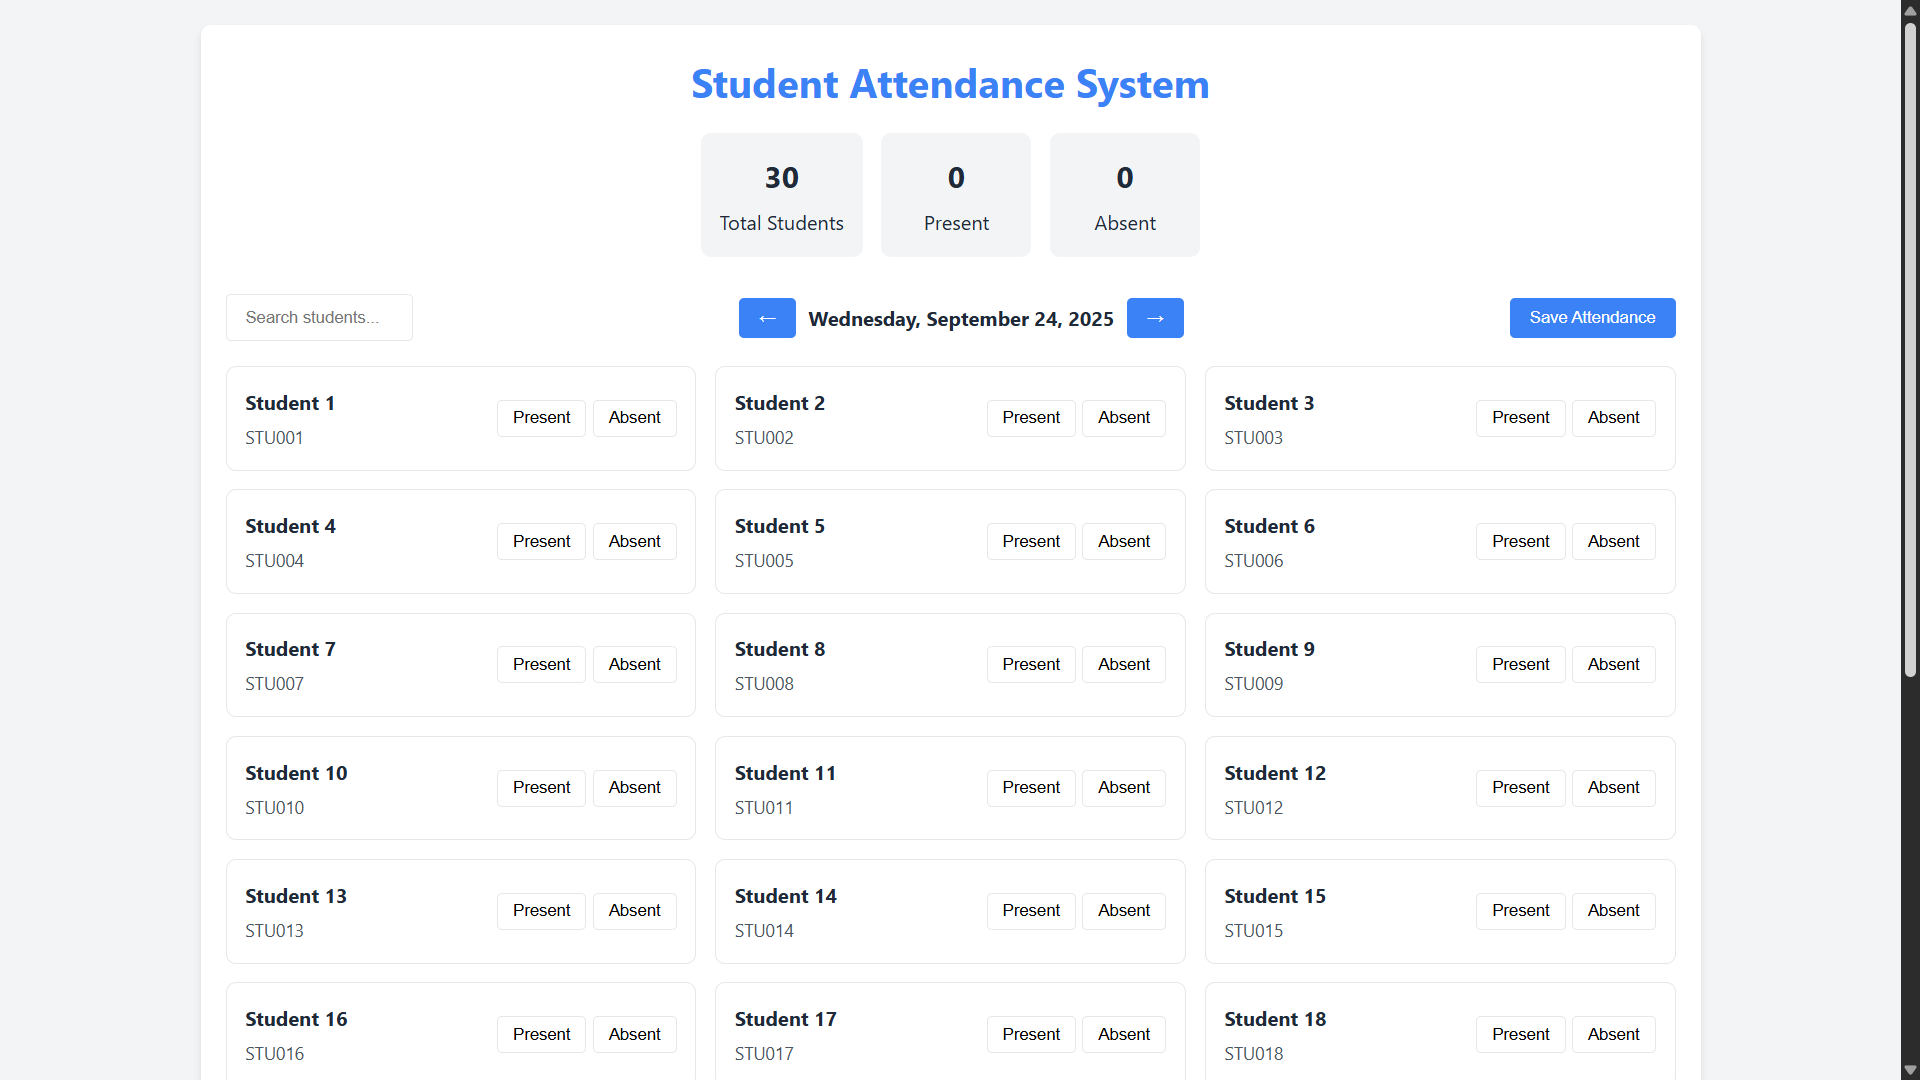 Student Attendance System
30
Total Students
0
Present
0
Absent
Search students...
← Wednesday, September 24, 2025 →
Save Attendance
Student 1
STU001
Present Absent
Student 2
STU002
Present Absent
Student 3
STU003
Present Absent
Student 4
STU004
Present Absent
Student 5
STU005
Present Absent
Student 6
STU006
Present Absent
Student 7
STU007
Present Absent
Student 8
STU008
Present Absent
Student 9
STU009
Present Absent
Student 10
STU010
Present Absent
Student 11
STU011
Present Absent
Student 12
STU012
Present Absent
Student 13
STU013
Present Absent
Student 14
STU014
Present Absent
Student 15
STU015
Present Absent
Student 16
STU016
Present Absent
Student 17
STU017
Present Absent
Student 18
STU018
Present Absent